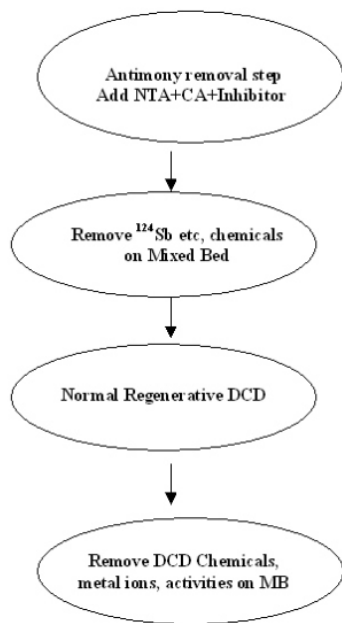 Antimony removal step
Add NTA+CA+Inhibitor
Remove ¹²⁴Sb etc, chemicals
on Mixed Bed
Normal Regenerative DCD
Remove DCD Chemicals,
metal ions, activities on MB